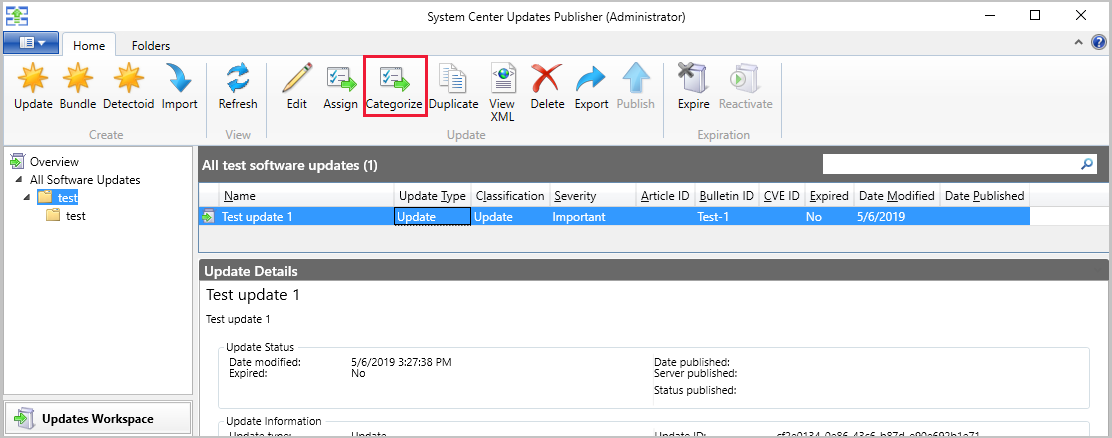 System Center Updates Publisher (Administrator)
Home Folders
Update Bundle Detectoid Import Refresh Edit Assign Categorize Duplicate View XML Delete Export Publish Expire Reactivate
Create View Update Expiration
Overview
All Software Updates
test
test
Updates Workspace
All test software updates (1)
Name Update Type Classification Severity Article ID Bulletin ID CVE ID Expired Date Modified Date Published
Test update 1 Update Update Important Test-1 No 5/6/2019
Update Details
Test update 1
Test update 1
Update Status
Date modified: 5/6/2019 3:27:38 PM Date published:
Expired: No Server published:
Status published:
Update Information
Update type: Update Update ID: